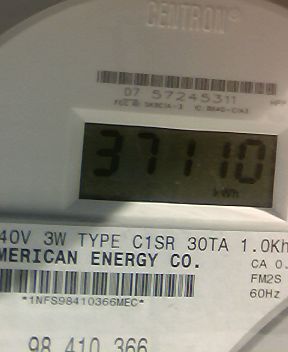 CENTRON®
07 57245311
37110
kWh
40V 3W TYPE C1SR 30TA 1.0Kh
MERICAN ENERGY CO.
CA 0.
FM2S
60Hz
*1NFS98410366MEC*
98 410 366